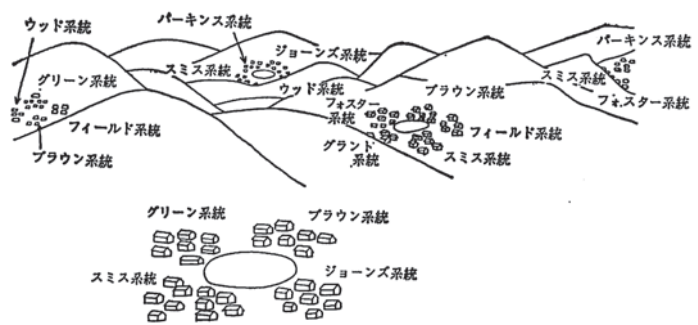 ウッド系統
パーキンス系統
ジョーンズ系統
パーキンス系統
グリーン系統
スミス系統
ウッド系統
ブラウン系統
スミス系統
フォスター
系統
フォスター系統
フィールド系統
フィールド系統
ブラウン系統
グランド
系統
スミス系統
グリーン系統
ブラウン系統
スミス系統
ジョーンズ系統